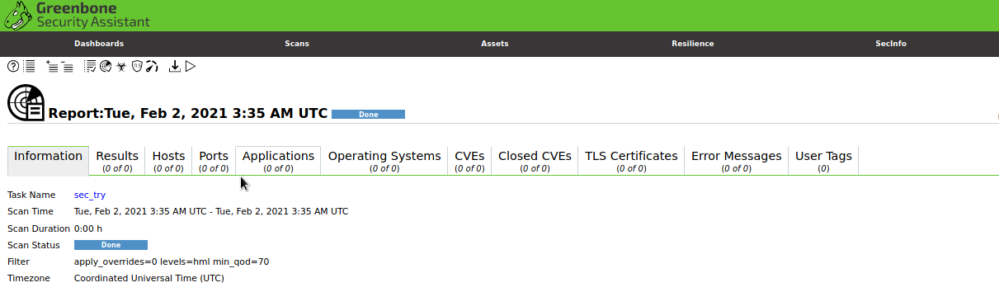 Greenbone
Security Assistant
Dashboards Scans Assets Resilience SecInfo
Report:Tue, Feb 2, 2021 3:35 AM UTC Done
Information Results Hosts Ports Applications Operating Systems CVEs Closed CVEs TLS Certificates Error Messages User Tags
(0 of 0) (0 of 0) (0 of 0) (0 of 0) (0 of 0) (0 of 0) (0 of 0) (0 of 0) (0 of 0) (0)
Task Name sec_try
Scan Time Tue, Feb 2, 2021 3:35 AM UTC - Tue, Feb 2, 2021 3:35 AM UTC
Scan Duration 0:00 h
Scan Status Done
Filter apply_overrides=0 levels=hml min_qod=70
Timezone Coordinated Universal Time (UTC)